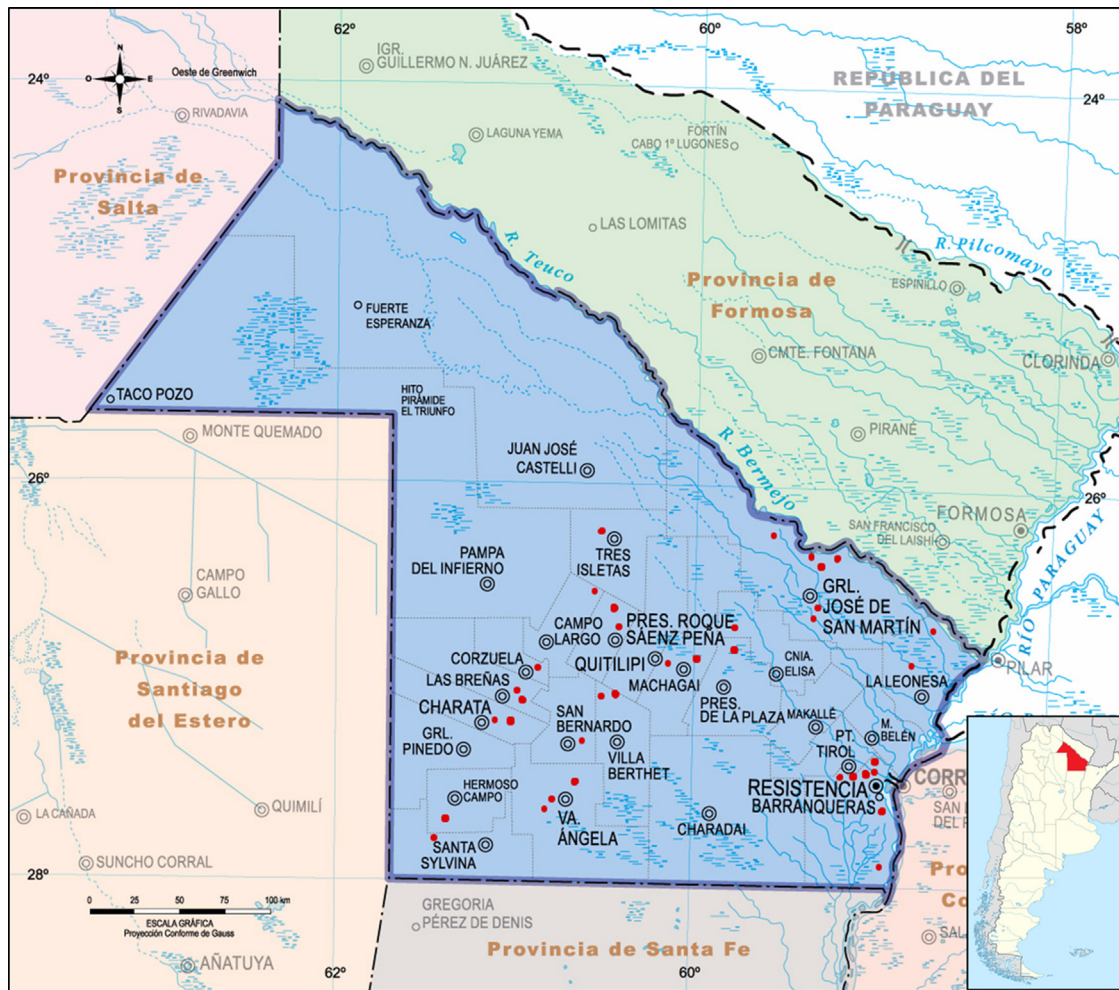 62º
60º
58º
N
O
E
S
Oeste de Greenwich
IGR.
GUILLERMO N. JUÁREZ
24º
REPUBLICA DEL
PARAGUAY
24º
RIVADAVIA
LAGUNA YEMA
FORTÍN
CABO 1º LUGONES
Provincia de
Salta
LAS LOMITAS
R. Teuco
R. Pilcomayo
Provincia de
Formosa
ESPINILLO
FUERTE
ESPERANZA
CMTE. FONTANA
CLORINDA
TACO POZO
HITO
PIRÁMIDE
EL TRIUNFO
MONTE QUEMADO
PIRANÉ
JUAN JOSÉ
CASTELLI
R. Bermejo
26º
26º
FORMOSA
SAN FRANCISCO
DEL LAISHI
RÍO PARAGUAY
TRES
ISLETAS
PAMPA
DEL INFIERNO
CAMPO
GALLO
GRL.
JOSÉ DE
SAN MARTÍN
CAMPO
LARGO
PRES. ROQUE
SÁENZ PEÑA
PILAR
CORZUELA
QUITILIPI
MACHAGAI
CNIA.
ELISA
LA LEONESA
Provincia de
Santiago
del Estero
LAS BREÑAS
CHARATA
PRES.
DE LA PLAZA
MAKALLÉ
M.
BELÉN
SAN
BERNARDO
GRL.
PINEDO
VILLA
BERTHET
PT.
TIROL
HERMOSO
CAMPO
RESISTENCIA
BARRANQUERAS
CORR
LA CAÑADA
QUIMILÍ
VA.
ÁNGELA
CHARADAI
SAN
DEL P
SANTA
SYLVINA
SUNCHO CORRAL
28º
Pro
Co
0 25 50 75 100 km
ESCALA GRÁFICA
Proyección Conforme de Gauss
GREGORIA
PÉREZ DE DENIS
Provincia de Santa Fe
SAL
AÑATUYA
62º
60º